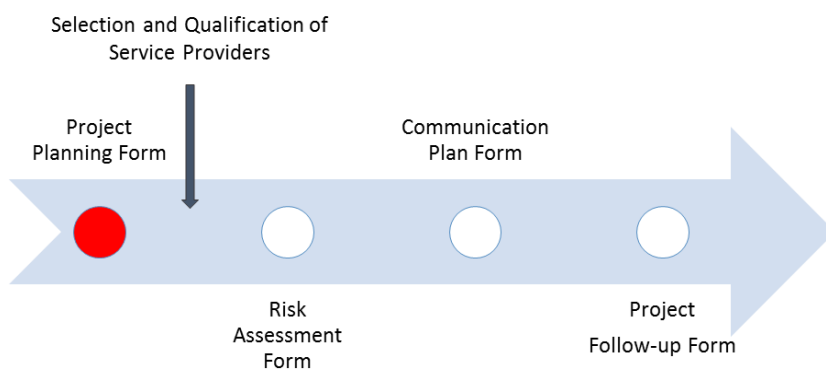 Selection and Qualification of
Service Providers
Project
Planning Form
Communication
Plan Form
Risk
Assessment
Form
Project
Follow-up Form